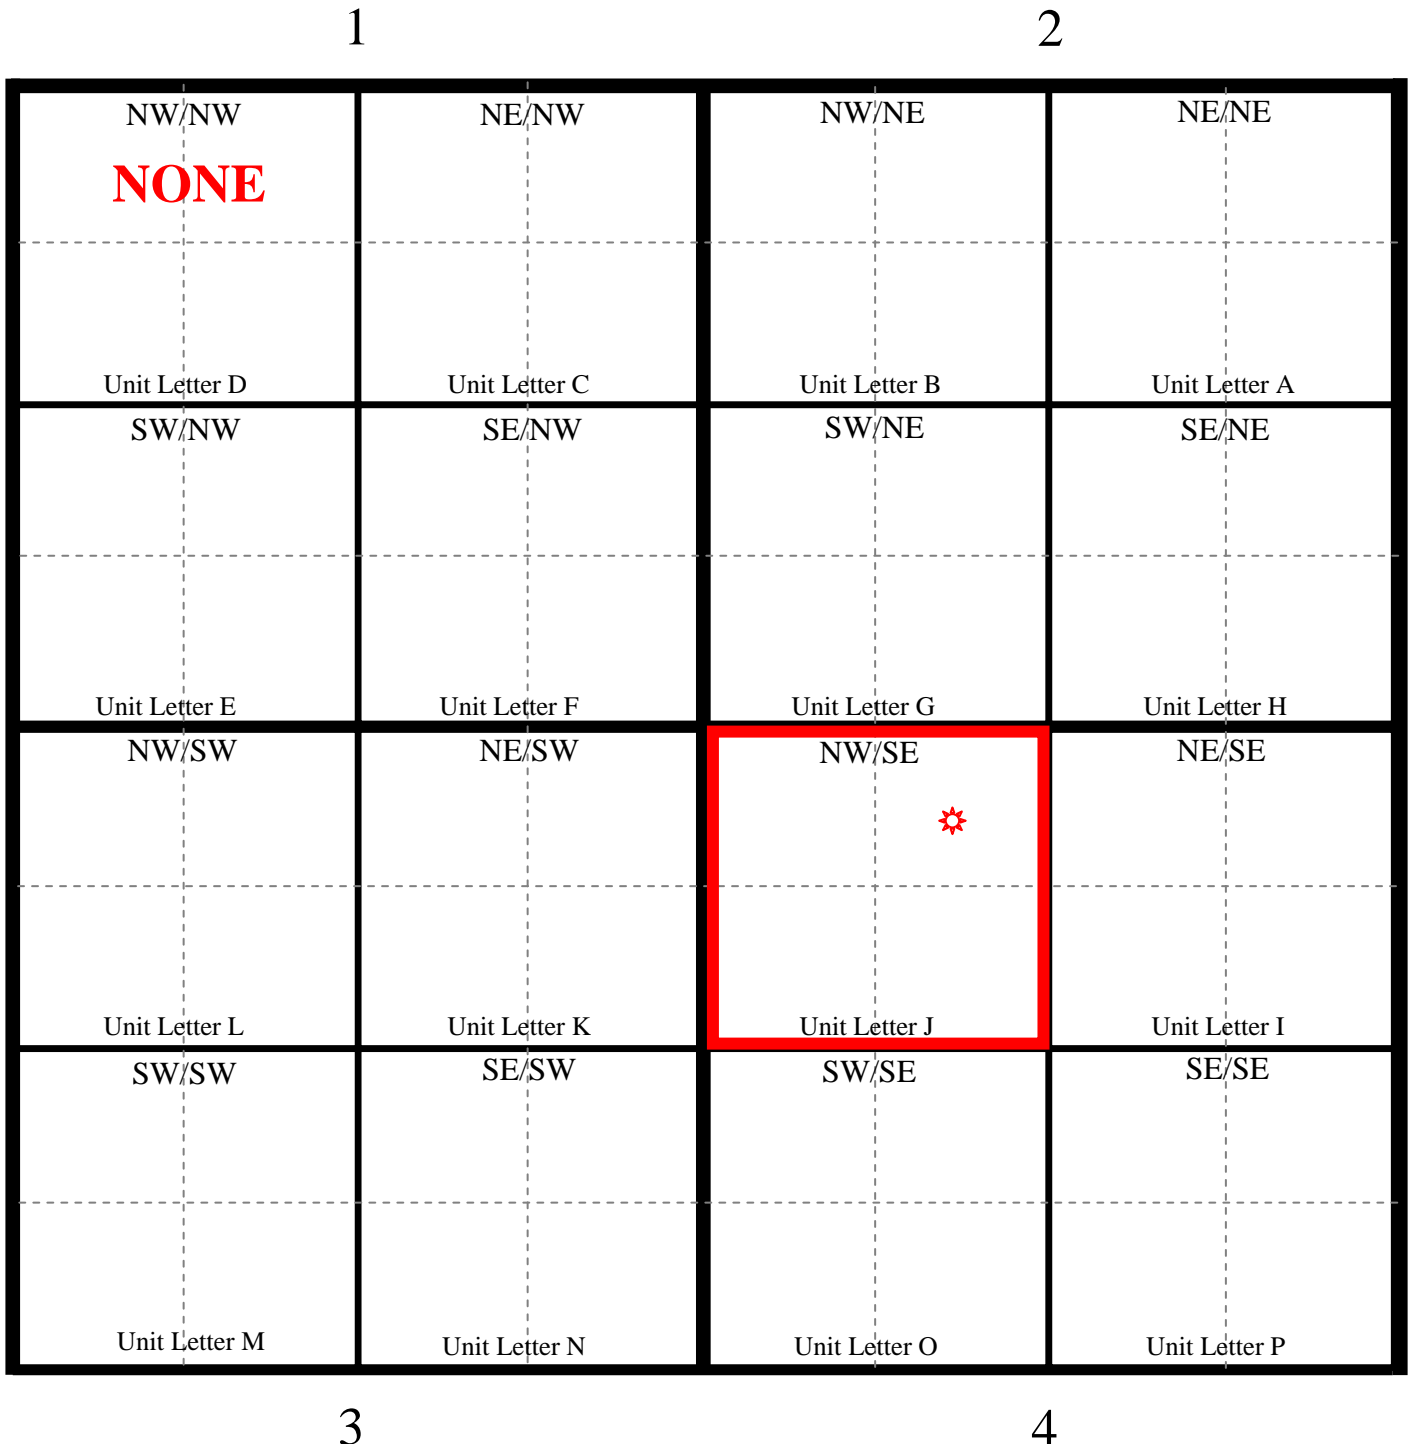 1
2
NW/NW
NE/NW
NW/NE
NE/NE
NONE
Unit Letter D
Unit Letter C
Unit Letter B
Unit Letter A
SW/NW
SE/NW
SW/NE
SE/NE
Unit Letter E
Unit Letter F
Unit Letter G
Unit Letter H
NW/SW
NE/SW
NW/SE
NE/SE
Unit Letter L
Unit Letter K
Unit Letter J
Unit Letter I
SW/SW
SE/SW
SW/SE
SE/SE
Unit Letter M
Unit Letter N
Unit Letter O
Unit Letter P
3
4